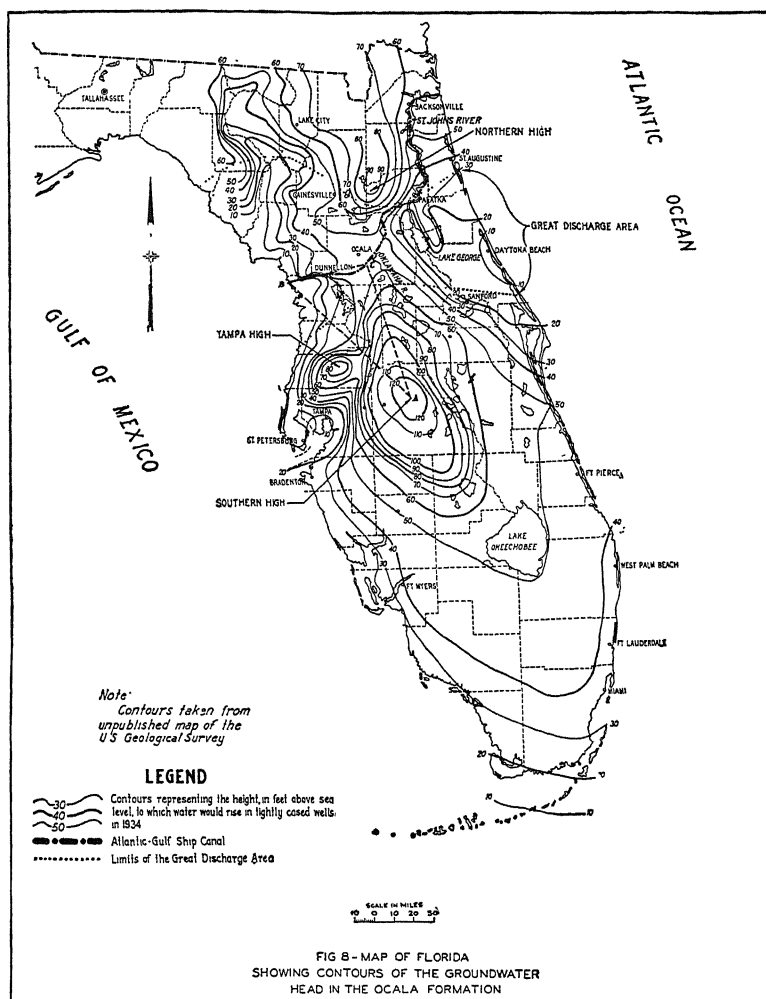 ATLANTIC
OCEAN
GULF OF MEXICO
TALLAHASSEE
LAKE CITY
JACKSONVILLE
ST. JOHNS RIVER
NORTHERN HIGH
ST. AUGUSTINE
GAINESVILLE
PALATKA
GREAT DISCHARGE AREA
OCALA
LAKE GEORGE
DAYTONA BEACH
DUNNELLON
OKLAWAHA R.
SANFORD
TAMPA HIGH
TAMPA
ST. PETERSBURG
BRADENTON
SOUTHERN HIGH
FT PIERCE
LAKE
OKEECHOBEE
WEST PALM BEACH
FT MYERS
FT LAUDERDALE
MIAMI
Note·
Contours taken from
unpublished map of the
U S Geological Survey
LEGEND
30
40
50
Contours representing the height, in feet above sea
level, to which water would rise in tightly cased wells,
in 1934
Atlantic-Gulf Ship Canal
Limits of the Great Discharge Area
SCALE IN MILES
10 0 10 20 30
FIG 8 - MAP OF FLORIDA
SHOWING CONTOURS OF THE GROUNDWATER
HEAD IN THE OCALA FORMATION